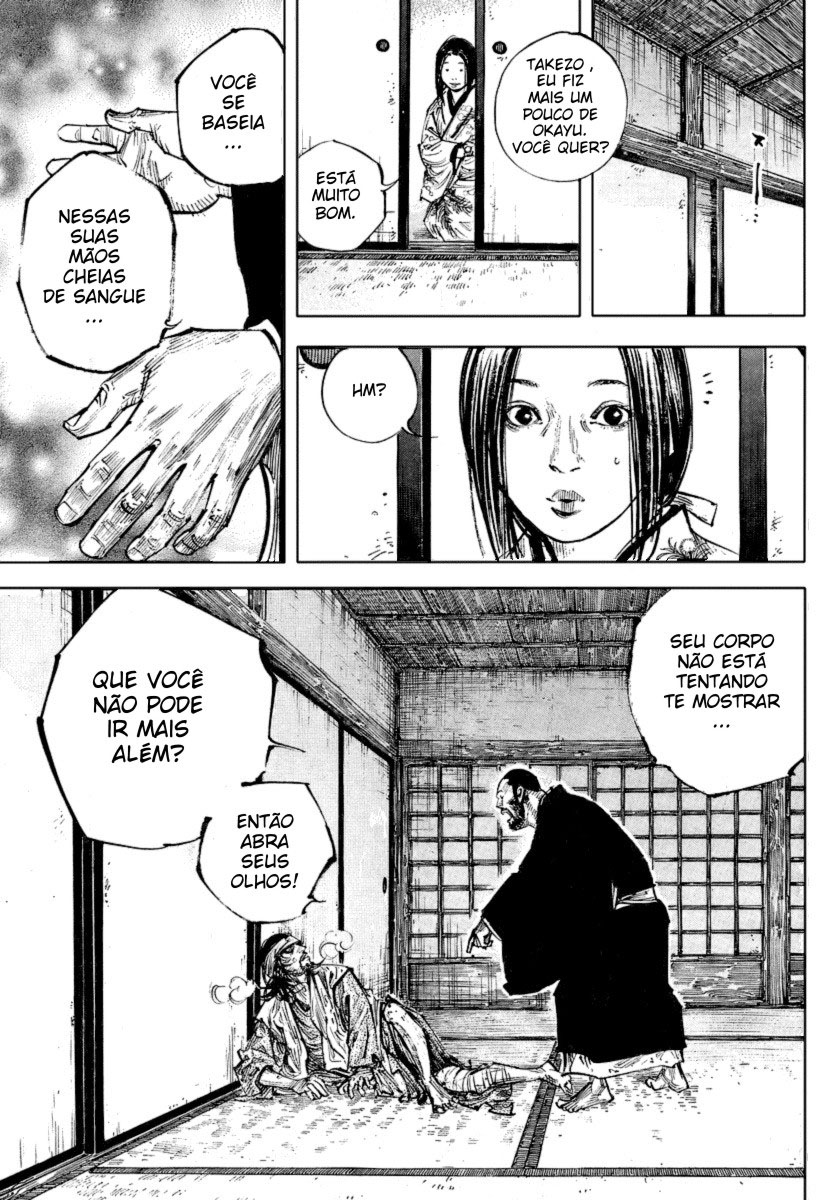 TAKEZO ,
EU FIZ
MAIS UM
POUCO DE
OKAYU.
VOCÊ QUER?
ESTÁ
MUITO
BOM.
HM?
VOCÊ
SE
BASEIA
...
NESSAS
SUAS
MÃOS
CHEIAS
DE SANGUE
...
SEU CORPO
NÃO ESTÁ
TENTANDO
TE MOSTRAR
...
QUE VOCÊ
NÃO PODE
IR MAIS
ALÉM?
ENTÃO
ABRA
SEUS
OLHOS!